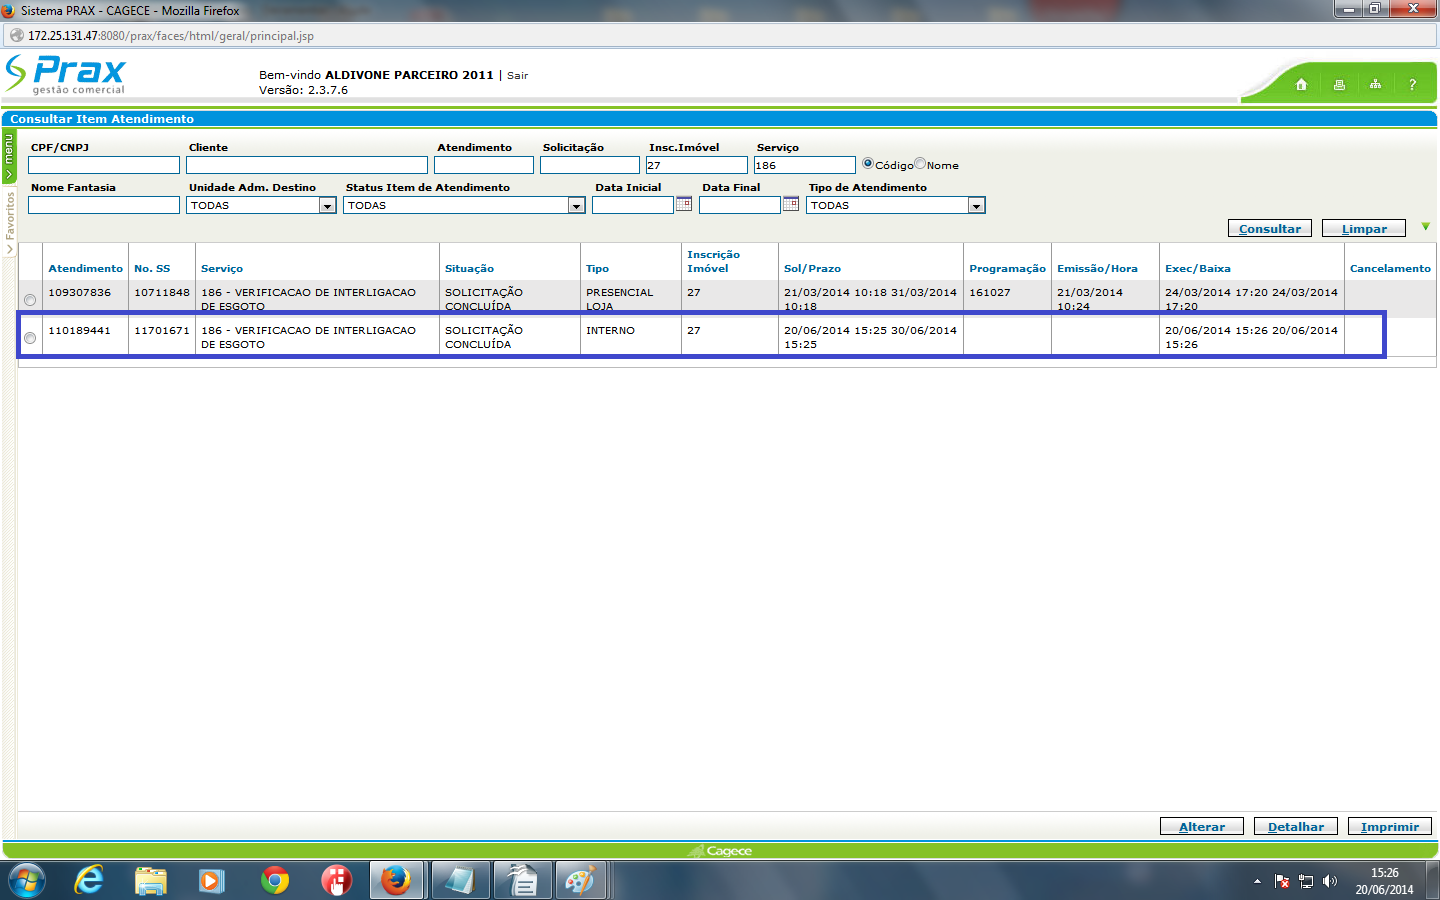 Sistema PRAX - CAGECE - Mozilla Firefox
172.25.131.47:8080/prax/faces/html/geral/principal.jsp
Prax
gestão comercial
Bem-vindo ALDIVONE PARCEIRO 2011 | Sair
Versão: 2.3.7.6
?
Consultar Item Atendimento
menu
Favoritos
CPF/CNPJ Cliente Atendimento Solicitação Insc.Imóvel Serviço
27 186 Código Nome
Nome Fantasia Unidade Adm. Destino Status Item de Atendimento Data Inicial Data Final Tipo de Atendimento
TODAS TODAS TODAS
Consultar Limpar
Atendimento No. SS Serviço Situação Tipo Inscrição Imóvel Sol/Prazo Programação Emissão/Hora Exec/Baixa Cancelamento
109307836 10711848 186 - VERIFICACAO DE INTERLIGACAO SOLICITAÇÃO PRESENCIAL 27 21/03/2014 10:18 31/03/2014 161027 21/03/2014 24/03/2014 17:20 24/03/2014
DE ESGOTO CONCLUÍDA LOJA 10:18 10:24 17:20
110189441 11701671 186 - VERIFICACAO DE INTERLIGACAO SOLICITAÇÃO INTERNO 27 20/06/2014 15:25 30/06/2014 20/06/2014 15:26 20/06/2014
DE ESGOTO CONCLUÍDA 15:25 15:26
Alterar Detalhar Imprimir
Cagece
15:26
20/06/2014